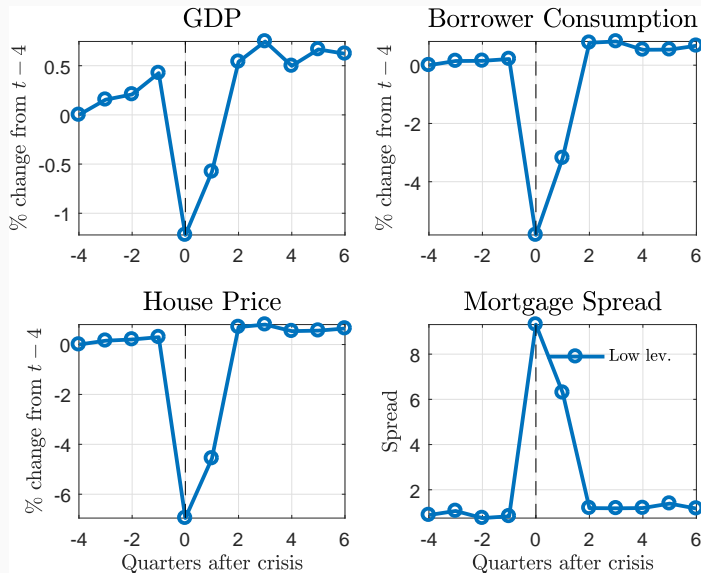 GDP
% change from t − 4
0.5
0
-0.5
-1
-4 -2 0 2 4 6
Borrower Consumption
% change from t − 4
0
-2
-4
-4 -2 0 2 4 6
House Price
% change from t − 4
0
-2
-4
-6
-4 -2 0 2 4 6
Quarters after crisis
Mortgage Spread
Spread
8
6
4
2
Low lev.
-4 -2 0 2 4 6
Quarters after crisis